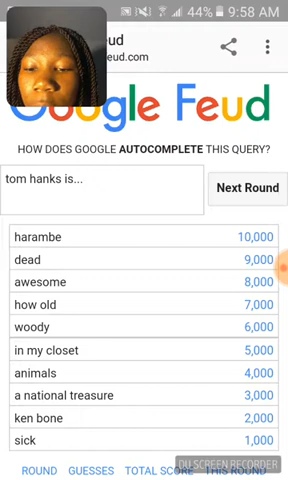 44% 9:58 AM
eud
feud.com
Google Feud
HOW DOES GOOGLE AUTOCOMPLETE THIS QUERY?
tom hanks is...
Next Round
harambe 10,000
dead 9,000
awesome 8,000
how old 7,000
woody 6,000
in my closet 5,000
animals 4,000
a national treasure 3,000
ken bone 2,000
sick 1,000
DU SCREEN RECORDER
ROUND GUESSES TOTAL SCORE THIS ROUND